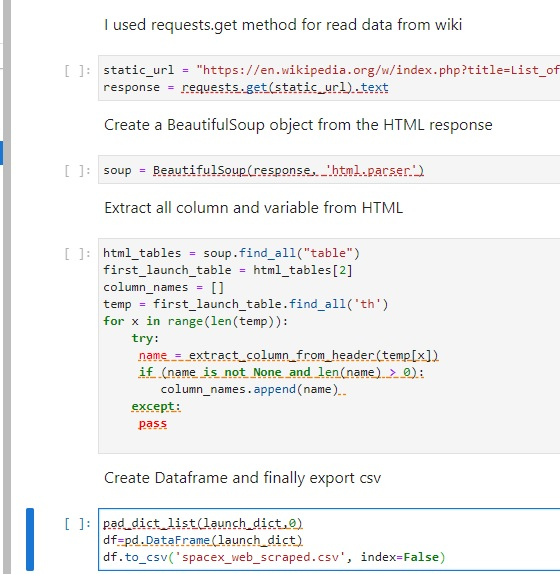 I used requests.get method for read data from wiki
[ ]: static_url = "https://en.wikipedia.org/w/index.php?title=List_of
response = requests.get(static_url).text
Create a BeautifulSoup object from the HTML response
[ ]: soup = BeautifulSoup(response, 'html.parser')
Extract all column and variable from HTML
[ ]: html_tables = soup.find_all("table")
first_launch_table = html_tables[2]
column_names = []
temp = first_launch_table.find_all('th')
for x in range(len(temp)):
try:
name = extract_column_from_header(temp[x])
if (name is not None and len(name) > 0):
column_names.append(name)
except:
pass
Create Dataframe and finally export csv
[ ]: pad_dict_list(launch_dict,0)
df=pd.DataFrame(launch_dict)
df.to_csv('spacex_web_scraped.csv', index=False)